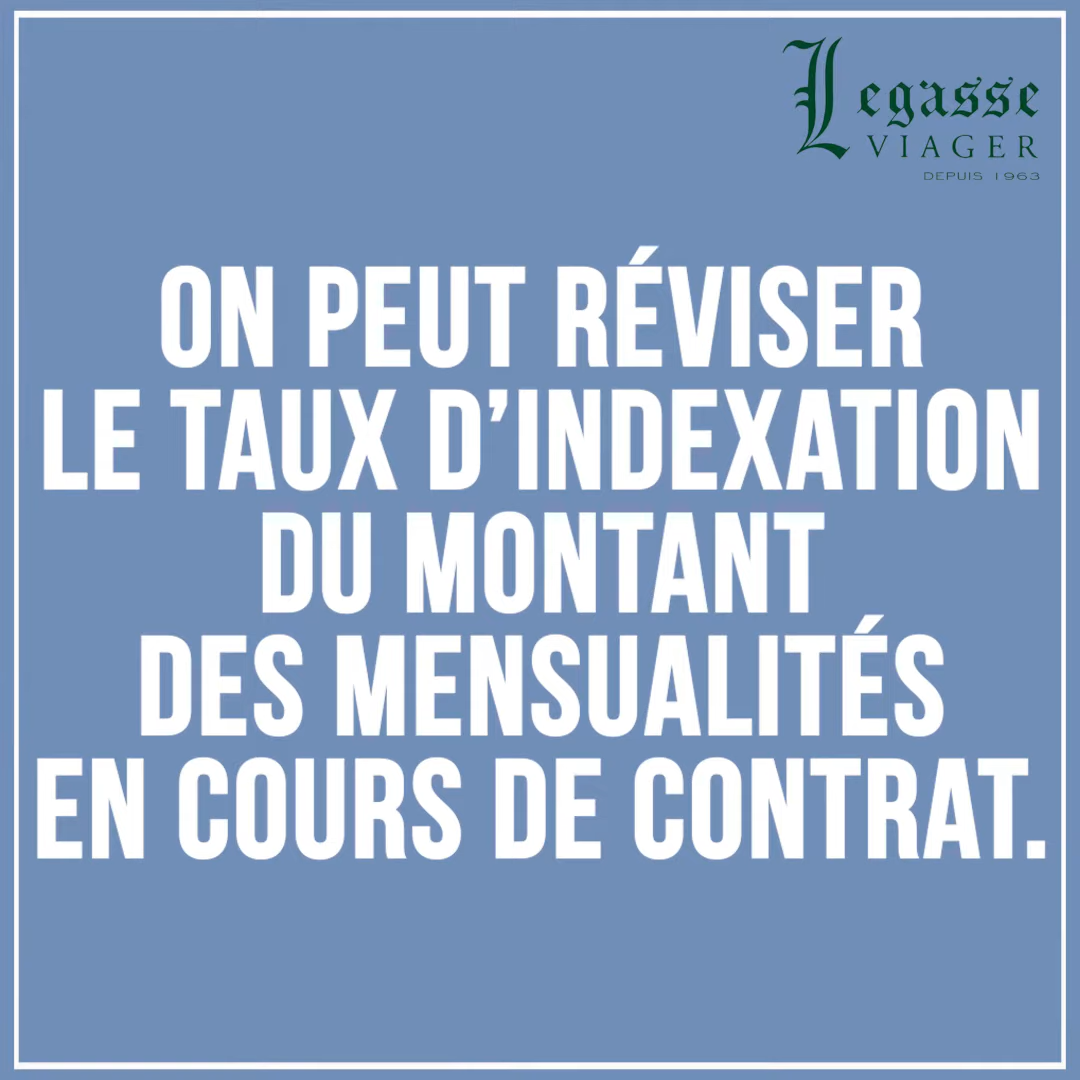 Legasse
VIAGER
DEPUIS 1963
ON PEUT RÉVISER
LE TAUX D'INDEXATION
DU MONTANT
DES MENSUALITÉS
EN COURS DE CONTRAT.